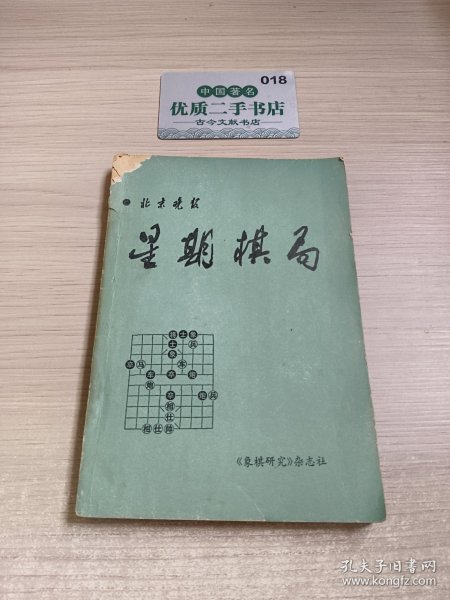 018
中国著名
优质二手书店
古今文献书店
北京晚报
星期棋局
《象棋研究》杂志社
孔夫子旧书网
www.kongfz.com